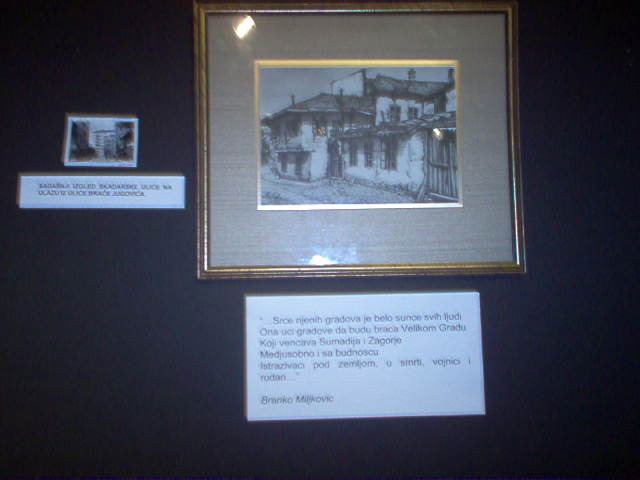 SADAŠNJI IZGLED SKADARSKE ULICE NA
ULAZU IZ ULICE BRAĆE JUGOVIĆA.
"...Srce njenih gradova je belo sunce svih ljudi
Ona uci gradove da budu braca Velikom Gradu
Koji vencava Sumadija i Zagorje
Medjusobno i sa budnoscu
Istrazivaci pod zemljom, u smrti, vojnici i
rudari..."
Branko Miljkovic